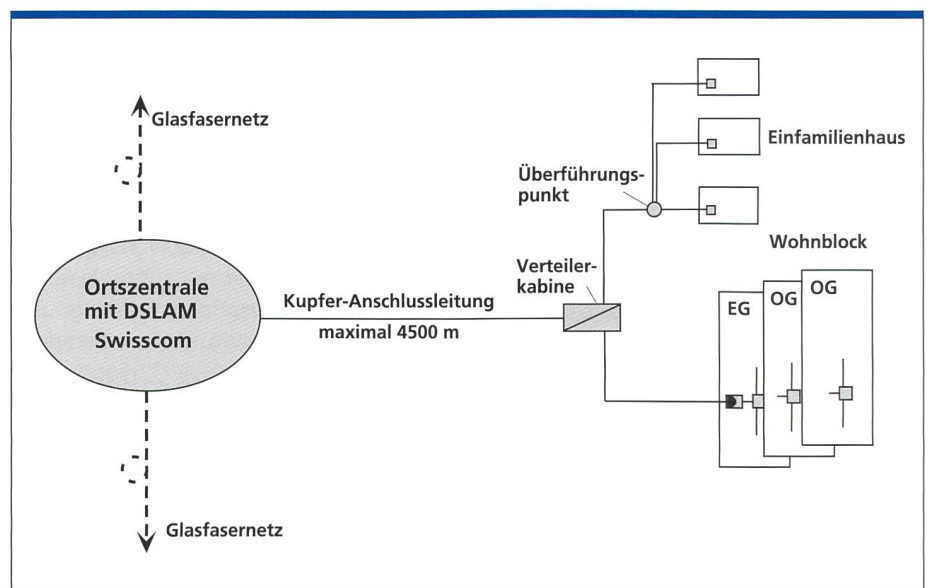 Glasfasernetz
Einfamilienhaus
Überführungs-
punkt
Wohnblock
Verteiler-
kabine
Ortszentrale
mit DSLAM
Swisscom
Kupfer-Anschlussleitung
maximal 4500 m
EG
OG
OG
Glasfasernetz